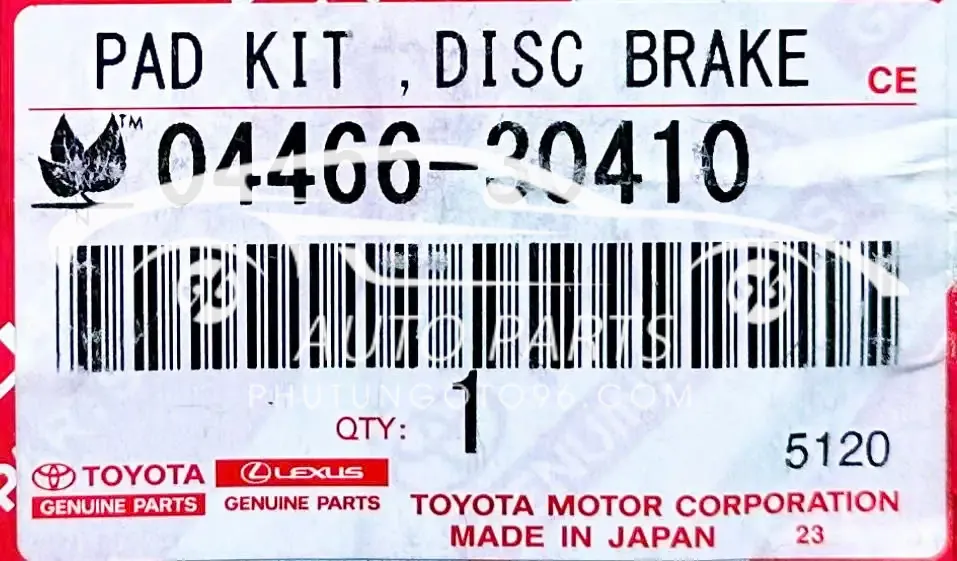 PAD KIT ,DISC BRAKE
CE
TM
04466-30410
AUTO PARTS
PHUTUNGOTO96.COM
QTY: 1
5120
TOYOTA
LEXUS
GENUINE PARTS
GENUINE PARTS
TOYOTA MOTOR CORPORATION
MADE IN JAPAN 23